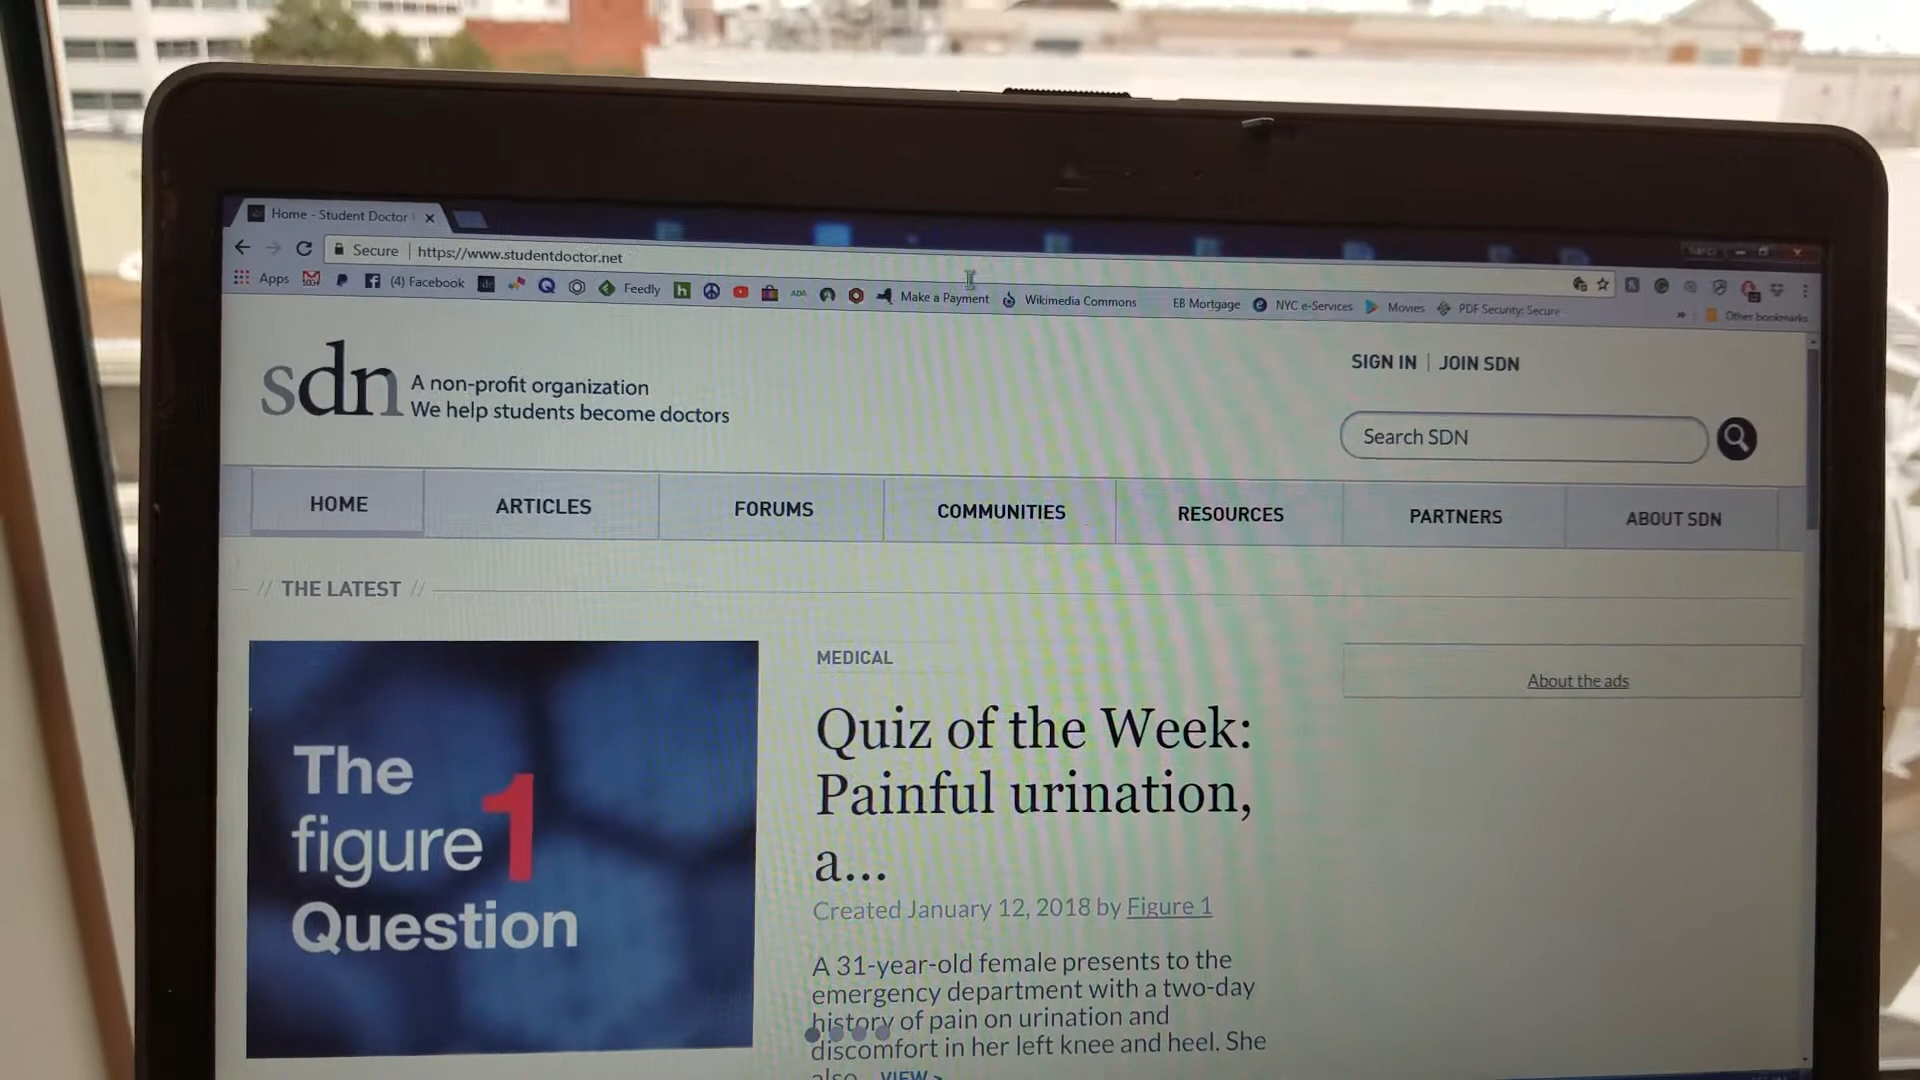 Home - Student Doctor
Secure https://www.studentdoctor.net
Apps (4) Facebook Feedly h ADA Make a Payment Wikimedia Commons EB Mortgage NYC e-Services Movies PDF Security: Secure » Other bookmarks
sdn
A non-profit organization
We help students become doctors
SIGN IN | JOIN SDN
Search SDN
HOME ARTICLES FORUMS COMMUNITIES RESOURCES PARTNERS ABOUT SDN
// THE LATEST //
The
figure 1
Question
MEDICAL
Quiz of the Week:
Painful urination,
a...
Created January 12, 2018 by Figure 1
A 31-year-old female presents to the
emergency department with a two-day
history of pain on urination and
discomfort in her left knee and heel. She
also... VIEW >
About the ads